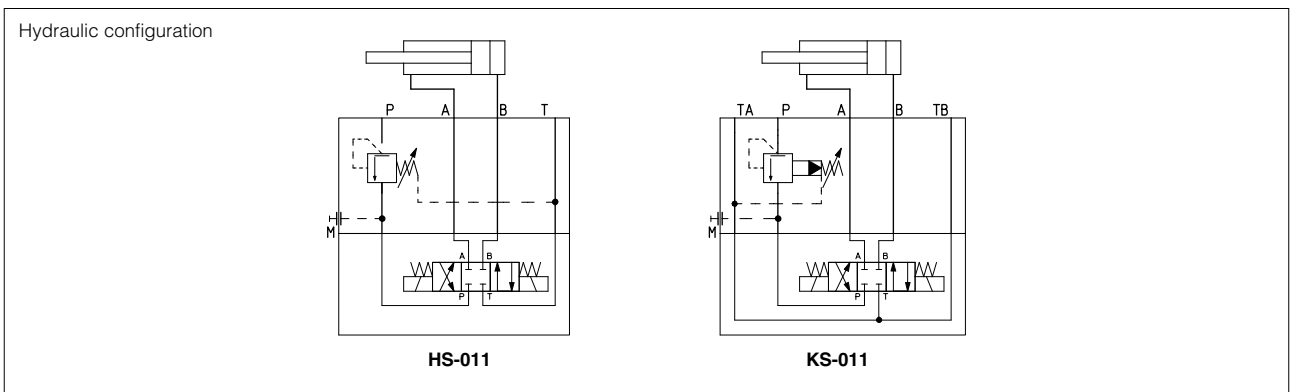 Hydraulic configuration
P A B T
TA P A B TB
M
M
A B
A B
P T
P T
HS-011
KS-011